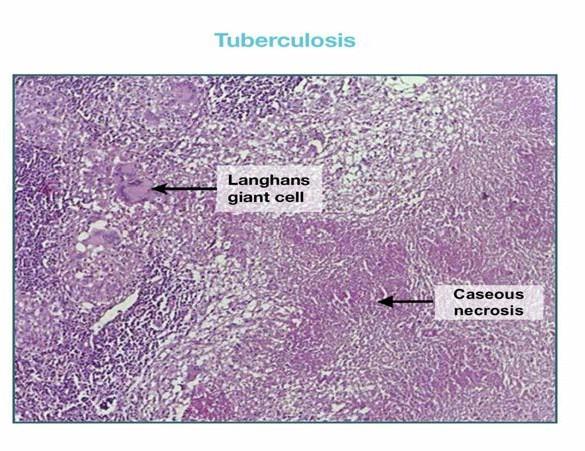 Tuberculosis
Langhans
giant cell
Caseous
necrosis